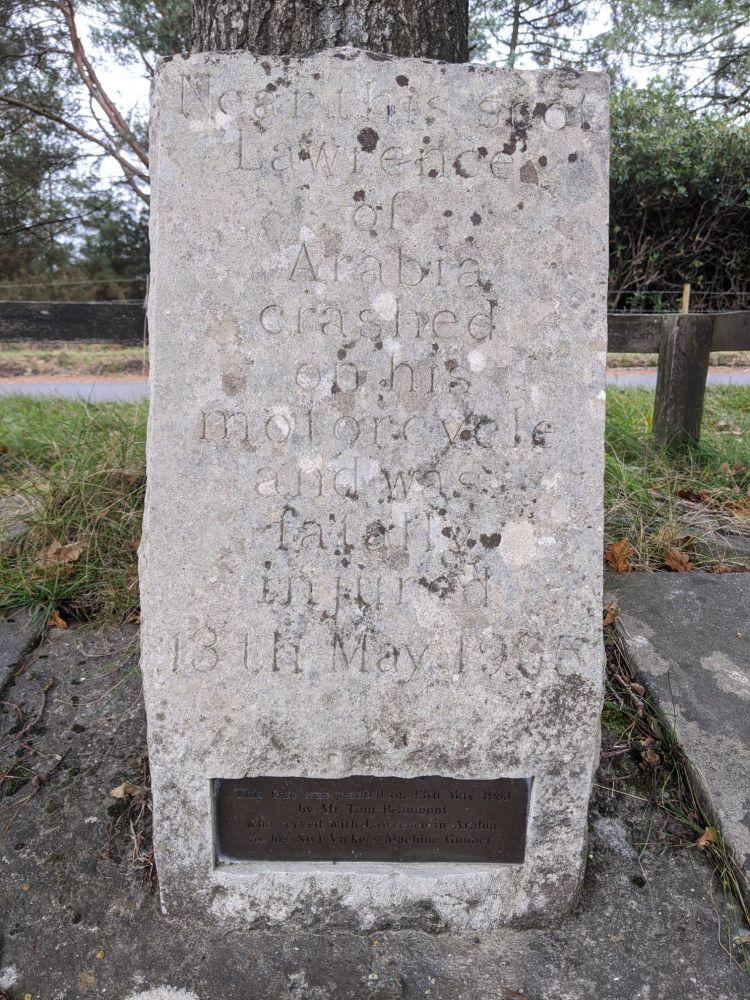 Near this spot
Lawrence
of
Arabia
crashed
on his
motorcycle
and was
fatally
injured
13th May 1935
This tree was planted on 13th May 1983
by Mr Tom Beaumont
who served with Lawrence in Arabia
as his No1 Vickers Machine Gunner